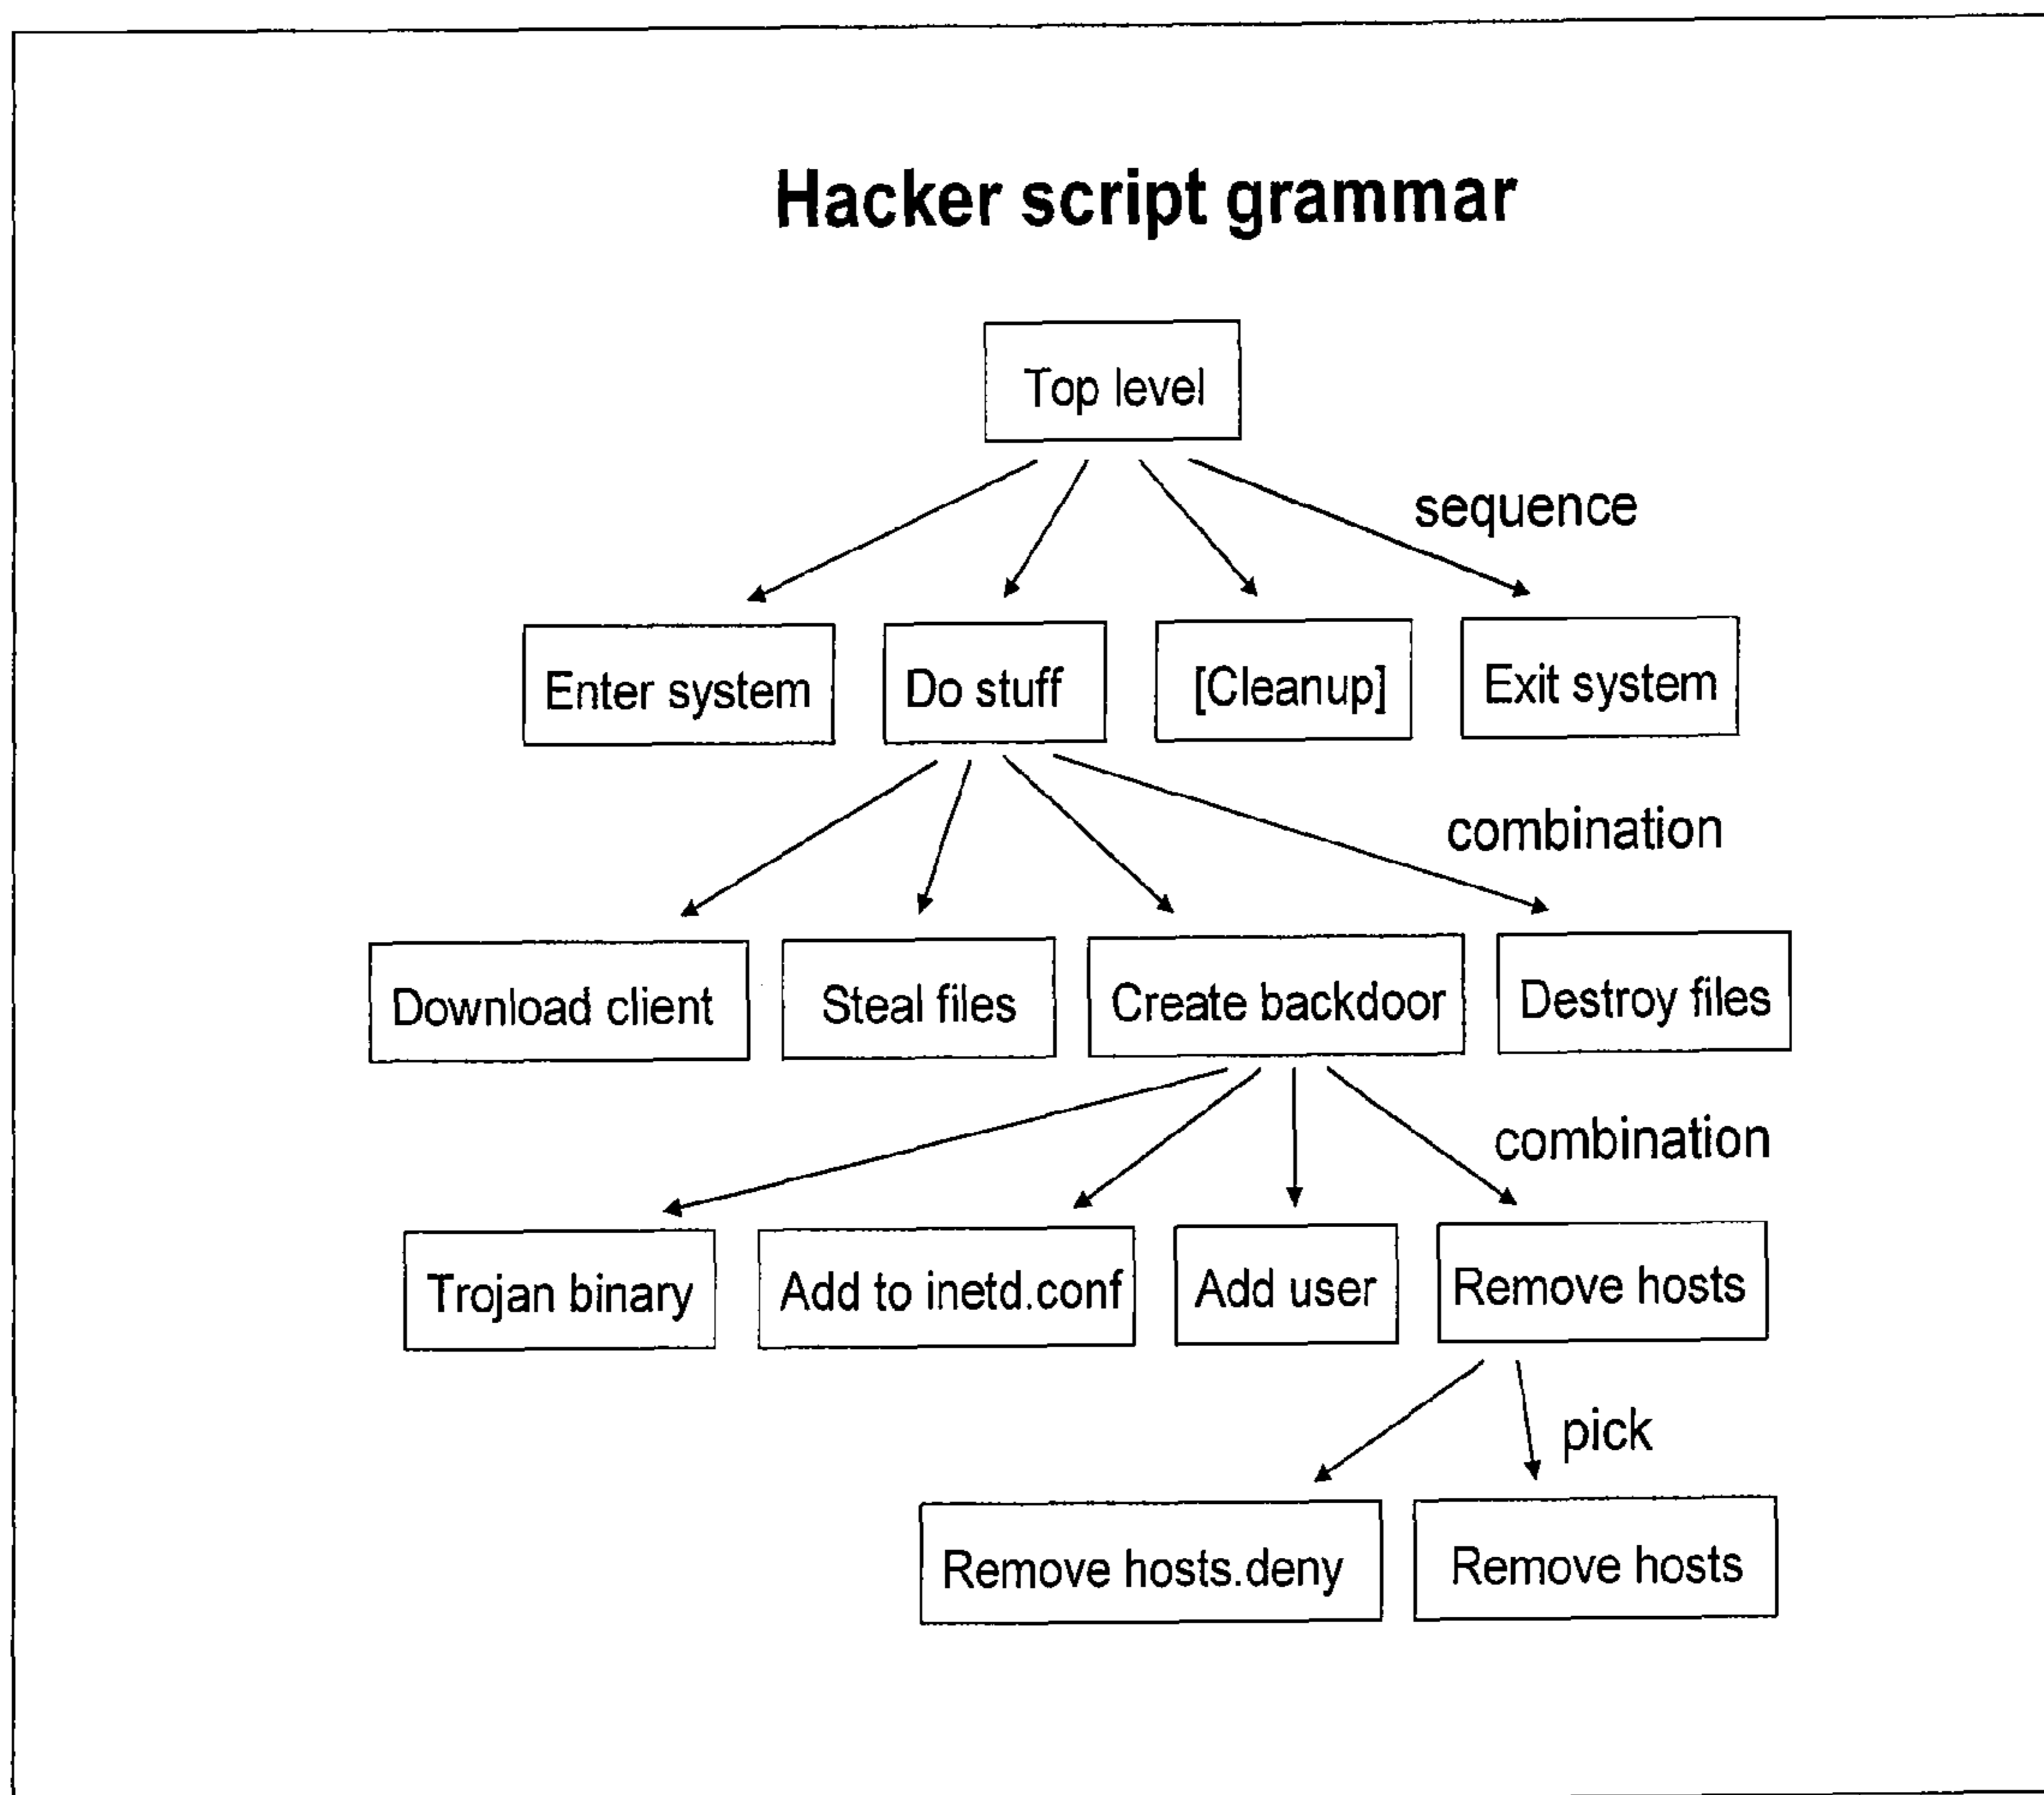 Hacker script grammar
Top level
sequence
Enter system
Do stuff
[Cleanup]
Exit system
combination
Download client
Steal files
Create backdoor
Destroy files
combination
Trojan binary
Add to inetd.conf
Add user
Remove hosts
pick
Remove hosts.deny
Remove hosts